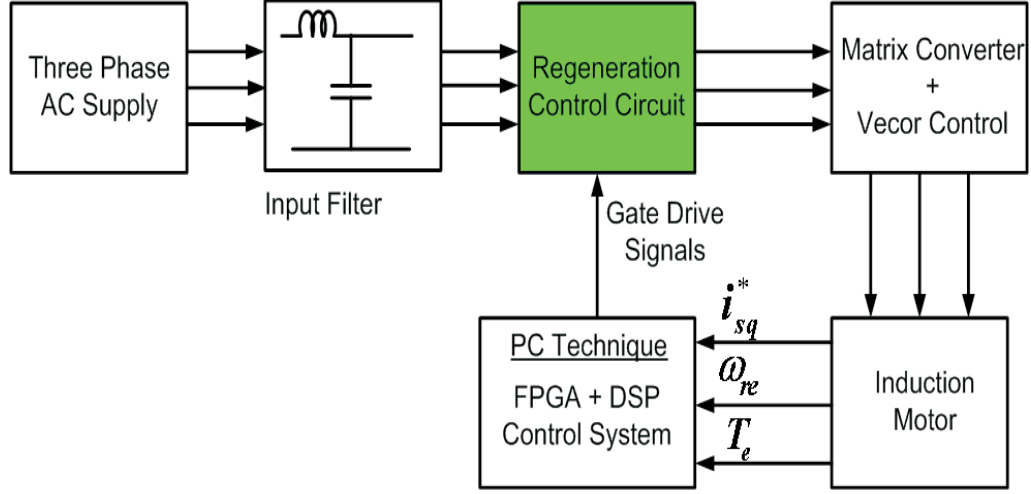 Three Phase
AC Supply
Input Filter
Regeneration
Control Circuit
Matrix Converter
+
Vecor Control
Gate Drive
Signals
PC Technique
FPGA + DSP
Control System
i*sq
ωre
Te
Induction
Motor